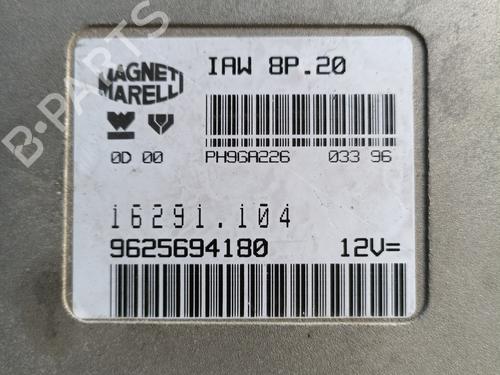 MAGNETI
MARELLI
IAW 8P.20
0D 00
PH9GA226
033 96
16291.104
9625694180
12V=
B-PARTS